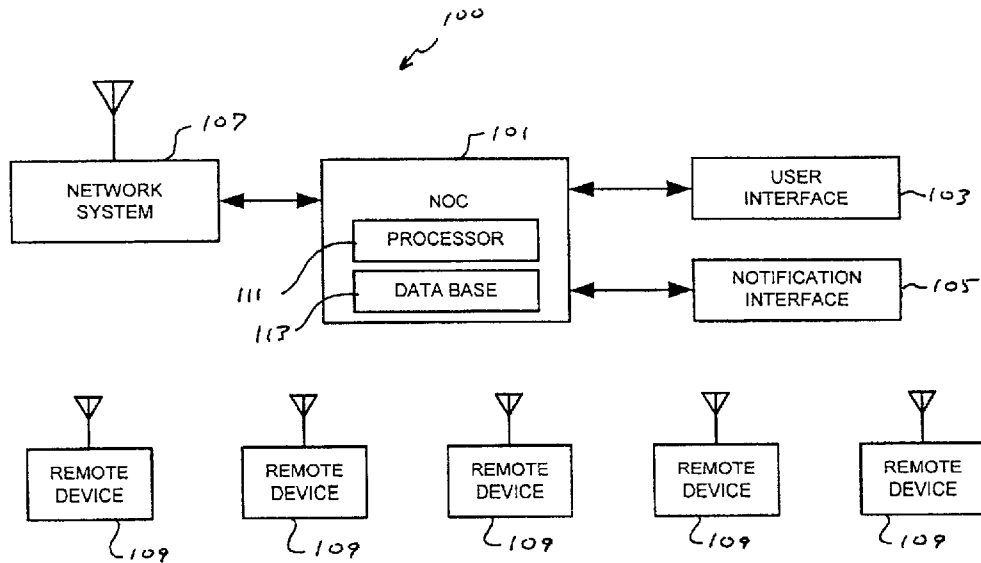 100
107
101
NETWORK
SYSTEM
NOC
PROCESSOR
DATA BASE
111
113
USER
INTERFACE
103
NOTIFICATION
INTERFACE
105
REMOTE
DEVICE
109
REMOTE
DEVICE
109
REMOTE
DEVICE
109
REMOTE
DEVICE
109
REMOTE
DEVICE
109